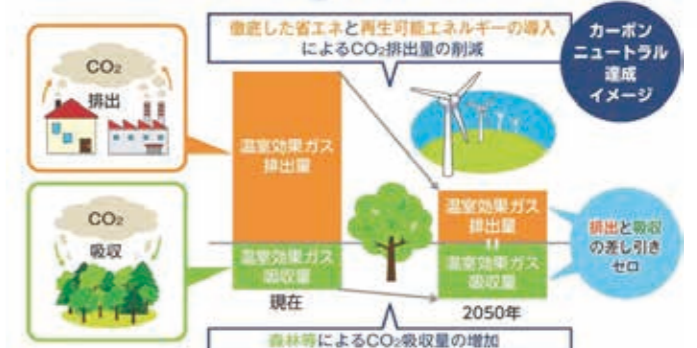 徹底した省エネと再生可能エネルギーの導入
によるCO₂排出量の削減
カーボン
ニュートラル
達成
イメージ
CO₂
排出
温室効果ガス
排出量
CO₂
吸収
温室効果ガス
吸収量
現在
温室効果ガス
排出量
温室効果ガス
吸収量
2050年
排出と吸収
の差し引き
ゼロ
森林等によるCO₂吸収量の増加